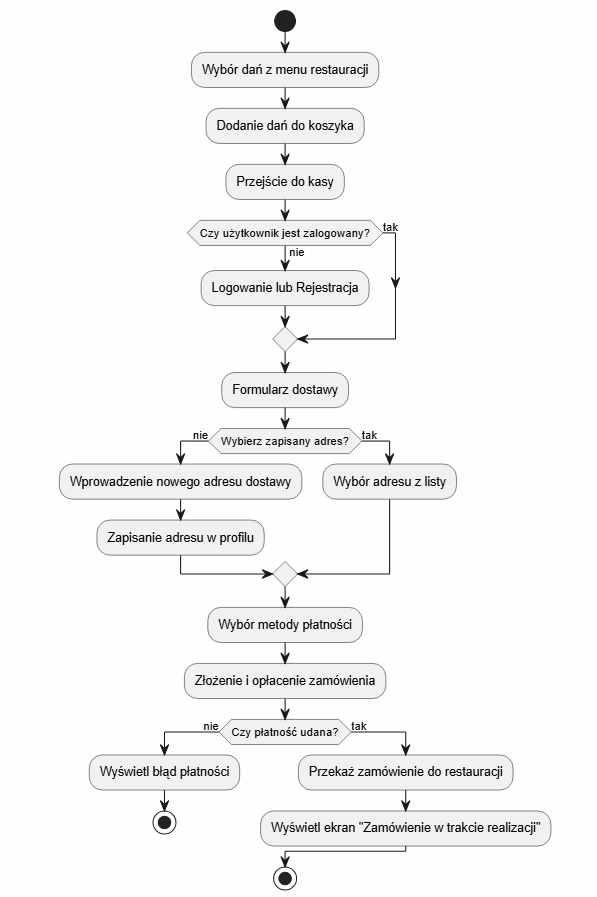 Wybór dań z menu restauracji
Dodanie dań do koszyka
Przejście do kasy
Czy użytkownik jest zalogowany?
tak
nie
Logowanie lub Rejestracja
Formularz dostawy
nie
Wybierz zapisany adres?
tak
Wprowadzenie nowego adresu dostawy
Wybór adresu z listy
Zapisanie adresu w profilu
Wybór metody płatności
Złożenie i opłacenie zamówienia
nie
Czy płatność udana?
tak
Wyświetl błąd płatności
Przekaż zamówienie do restauracji
Wyświetl ekran "Zamówienie w trakcie realizacji"